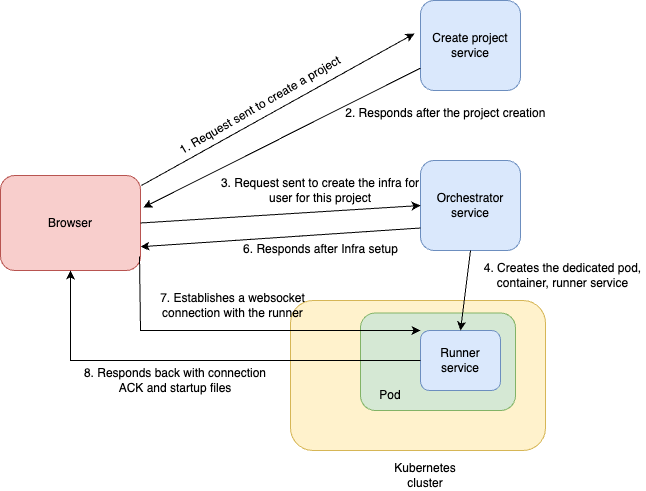 Create project
service
1. Request sent to create a project
2. Responds after the project creation
3. Request sent to create the infra for
user for this project
Orchestrator
service
Browser
6. Responds after Infra setup
4. Creates the dedicated pod,
container, runner service
7. Establishes a websocket
connection with the runner
Runner
service
8. Responds back with connection
ACK and startup files
Pod
Kubernetes
cluster